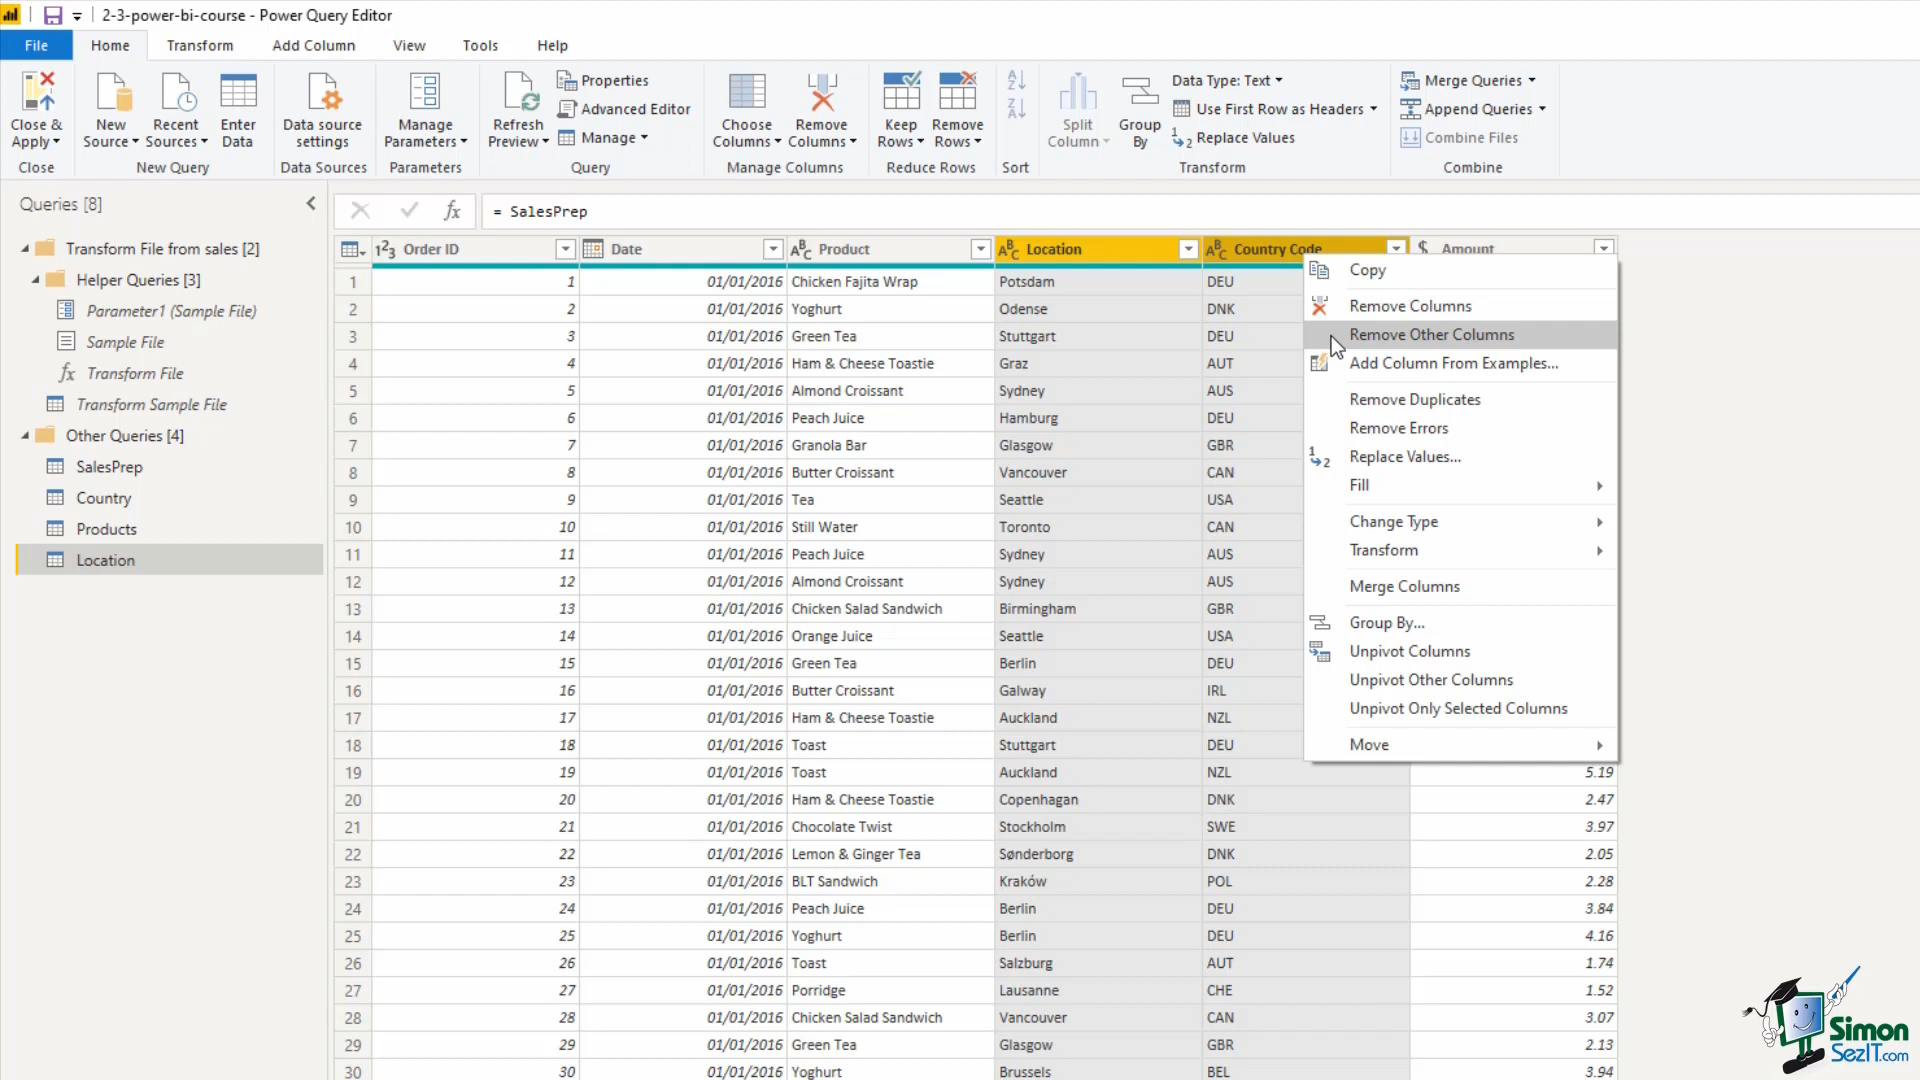 2-3-power-bi-course - Power Query Editor
File Home Transform Add Column View Tools Help
Close & Apply
Close
New Source
Recent Sources
Enter Data
New Query
Data source settings
Data Sources
Manage Parameters
Parameters
Refresh Preview
Properties
Advanced Editor
Manage
Query
Choose Columns
Remove Columns
Manage Columns
Keep Rows
Remove Rows
Reduce Rows
Sort
Split Column
Group By
Data Type: Text
Use First Row as Headers
Replace Values
Transform
Merge Queries
Append Queries
Combine Files
Combine
Queries [8]
Transform File from sales [2]
Helper Queries [3]
Parameter1 (Sample File)
Sample File
Transform File
Transform Sample File
Other Queries [4]
SalesPrep
Country
Products
Location
= SalesPrep
Order ID Date Product Location Country Code Amount
1 1 01/01/2016 Chicken Fajita Wrap Potsdam DEU
2 2 01/01/2016 Yoghurt Odense DNK
3 3 01/01/2016 Green Tea Stuttgart DEU
4 4 01/01/2016 Ham & Cheese Toastie Graz AUT
5 5 01/01/2016 Almond Croissant Sydney AUS
6 6 01/01/2016 Peach Juice Hamburg DEU
7 7 01/01/2016 Granola Bar Glasgow GBR
8 8 01/01/2016 Butter Croissant Vancouver CAN
9 9 01/01/2016 Tea Seattle USA
10 10 01/01/2016 Still Water Toronto CAN
11 11 01/01/2016 Peach Juice Sydney AUS
12 12 01/01/2016 Almond Croissant Sydney AUS
13 13 01/01/2016 Chicken Salad Sandwich Birmingham GBR
14 14 01/01/2016 Orange Juice Seattle USA
15 15 01/01/2016 Green Tea Berlin DEU
16 16 01/01/2016 Butter Croissant Galway IRL
17 17 01/01/2016 Ham & Cheese Toastie Auckland NZL
18 18 01/01/2016 Toast Stuttgart DEU
19 19 01/01/2016 Toast Auckland NZL 5.19
20 20 01/01/2016 Ham & Cheese Toastie Copenhagan DNK 2.47
21 21 01/01/2016 Chocolate Twist Stockholm SWE 3.97
22 22 01/01/2016 Lemon & Ginger Tea Sønderborg DNK 2.05
23 23 01/01/2016 BLT Sandwich Kraków POL 2.28
24 24 01/01/2016 Peach Juice Berlin DEU 3.84
25 25 01/01/2016 Yoghurt Berlin DEU 4.16
26 26 01/01/2016 Toast Salzburg AUT 1.74
27 27 01/01/2016 Porridge Lausanne CHE 1.52
28 28 01/01/2016 Chicken Salad Sandwich Vancouver CAN 3.07
29 29 01/01/2016 Green Tea Glasgow GBR 2.13
30 30 01/01/2016 Yoghurt Brussels BEL 3.94
Copy
Remove Columns
Remove Other Columns
Add Column From Examples...
Remove Duplicates
Remove Errors
Replace Values...
Fill
Change Type
Transform
Merge Columns
Group By...
Unpivot Columns
Unpivot Other Columns
Unpivot Only Selected Columns
Move
Simon
SezIT.com